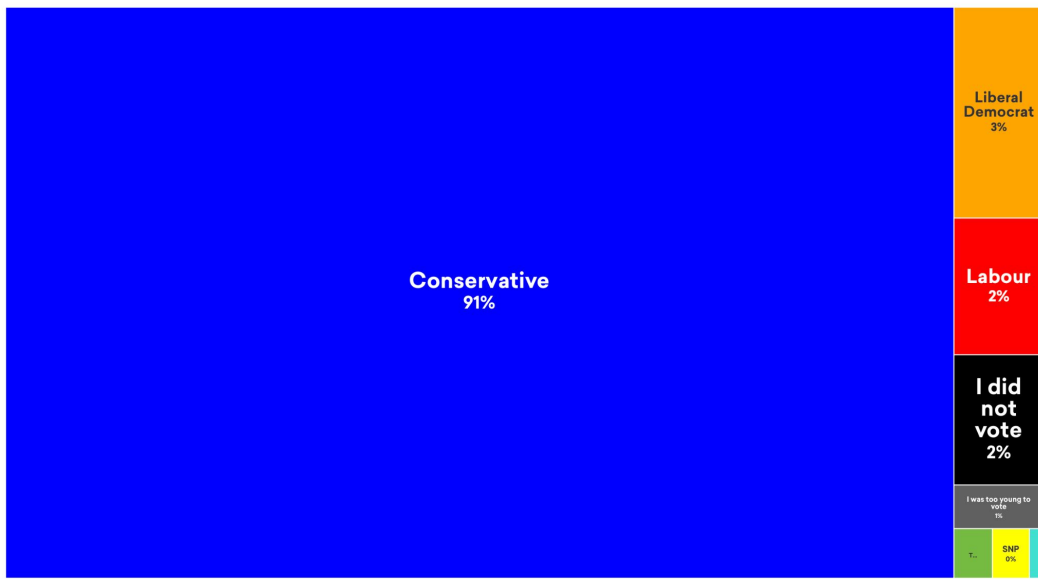 Conservative
91%
Liberal
Democrat
3%
Labour
2%
I did
not
vote
2%
I was too young to
vote
1%
T...
SNP
0%